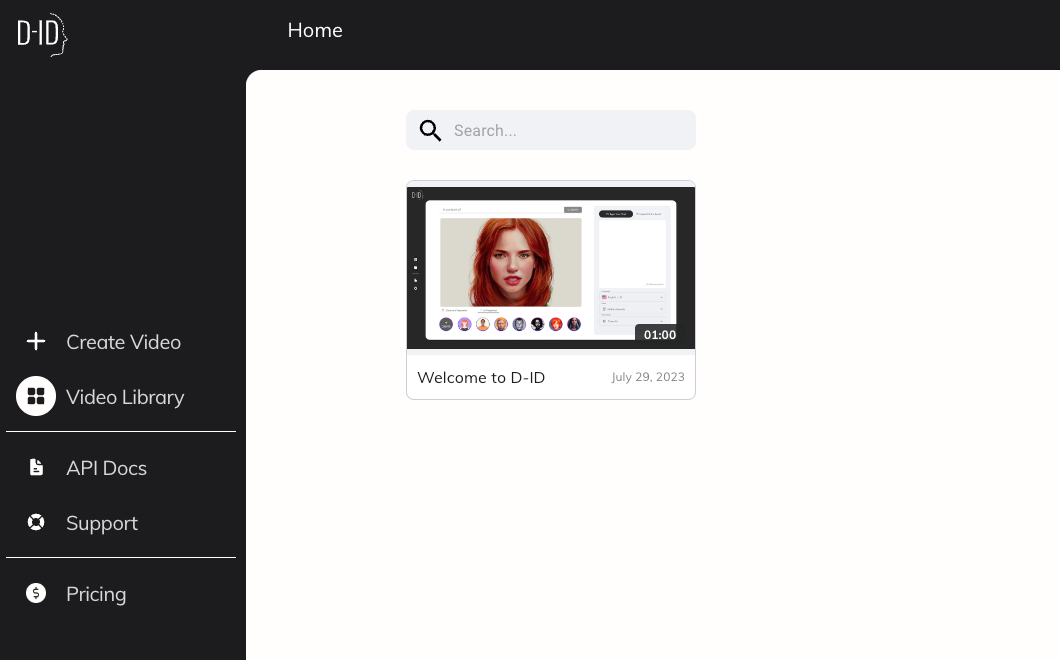 D-ID
Home
Search...
D-ID
01:00
Welcome to D-ID
July 29, 2023
Create Video
Video Library
API Docs
Support
Pricing